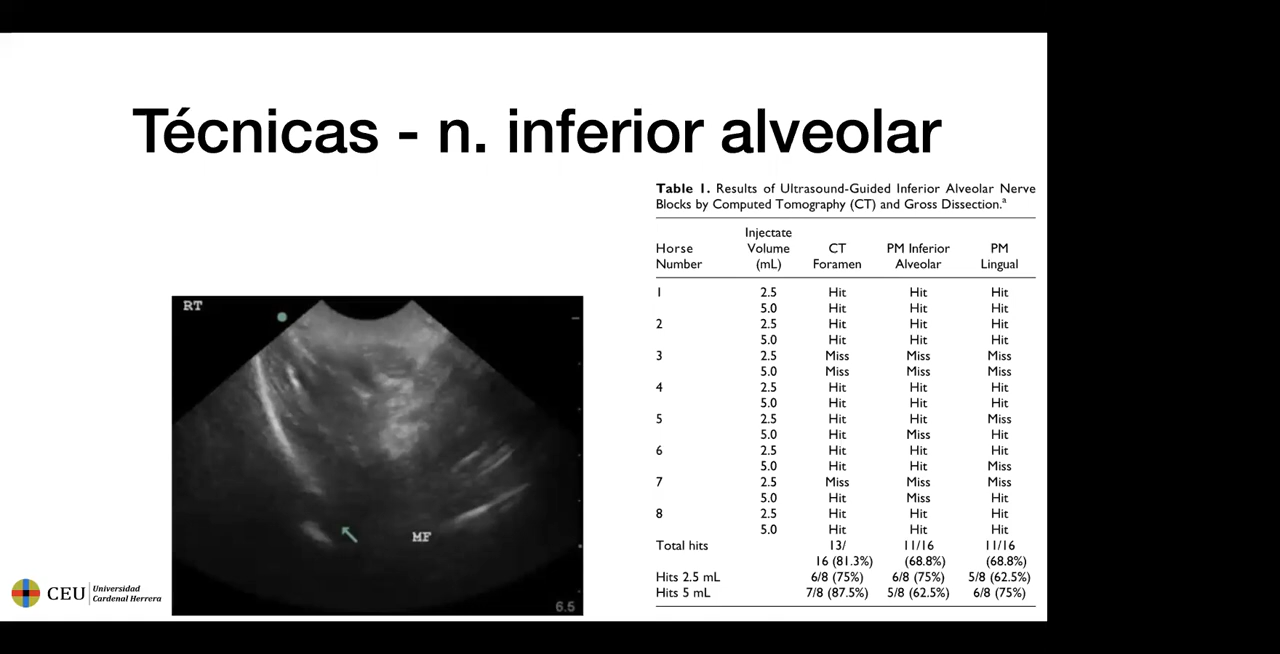 Técnicas - n. inferior alveolar
Table 1. Results of Ultrasound-Guided Inferior Alveolar Nerve
Blocks by Computed Tomography (CT) and Gross Dissection.a
Horse Number Injectate Volume (mL) CT Foramen PM Inferior Alveolar PM Lingual
1 2.5 Hit Hit Hit
5.0 Hit Hit Hit
2 2.5 Hit Hit Hit
5.0 Hit Hit Hit
3 2.5 Miss Miss Miss
5.0 Miss Miss Miss
4 2.5 Hit Hit Hit
5.0 Hit Hit Hit
5 2.5 Hit Hit Miss
5.0 Hit Miss Hit
6 2.5 Hit Hit Hit
5.0 Hit Hit Miss
7 2.5 Miss Miss Miss
5.0 Hit Miss Hit
8 2.5 Hit Hit Hit
5.0 Hit Hit Hit
Total hits 13/ 11/16 11/16
16 (81.3%) (68.8%) (68.8%)
Hits 2.5 mL 6/8 (75%) 6/8 (75%) 5/8 (62.5%)
Hits 5 mL 7/8 (87.5%) 5/8 (62.5%) 6/8 (75%)
RT
MF
6.5
CEU Universidad
Cardenal Herrera